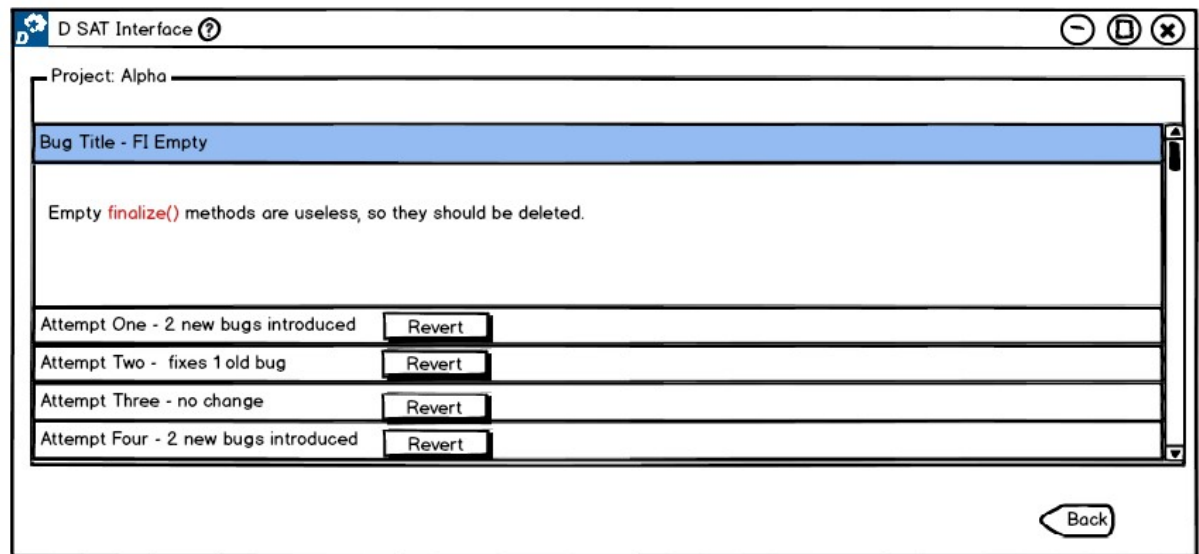 D
D SAT Interface ?
Project: Alpha
Bug Title - FI Empty
Empty finalize() methods are useless, so they should be deleted.
Attempt One - 2 new bugs introduced Revert
Attempt Two - fixes 1 old bug Revert
Attempt Three - no change Revert
Attempt Four - 2 new bugs introduced Revert
Back